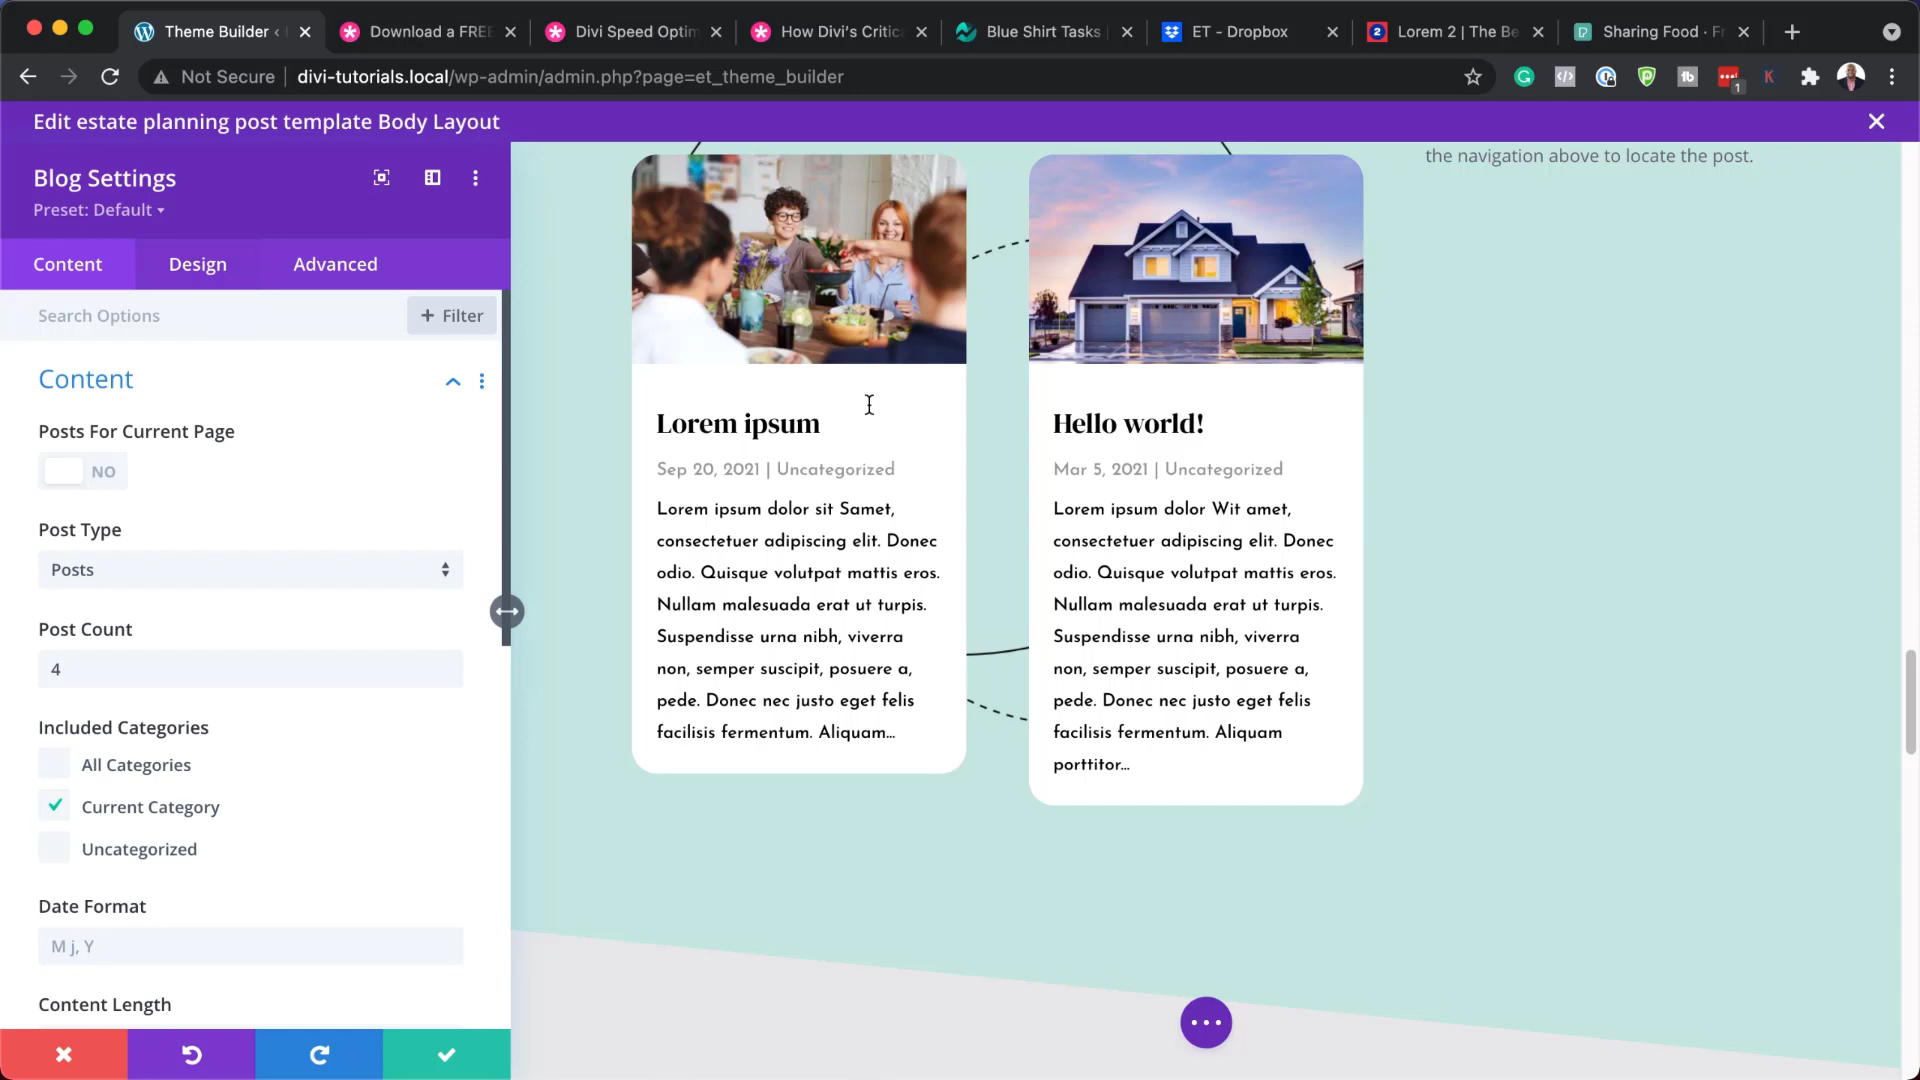 Theme Builder ‹
Download a FREE
Divi Speed Optim
How Divi's Critic
Blue Shirt Tasks
ET - Dropbox
2
Lorem 2 | The Be
Sharing Food · Fr
Not Secure
divi-tutorials.local/wp-admin/admin.php?page=et_theme_builder
1
Edit estate planning post template Body Layout
Blog Settings
Preset: Default
Content
Design
Advanced
Search Options
+ Filter
Content
Posts For Current Page
NO
Post Type
Posts
Post Count
4
Included Categories
All Categories
Current Category
Uncategorized
Date Format
M j, Y
Content Length
the navigation above to locate the post.
Lorem ipsum
Sep 20, 2021 | Uncategorized
Lorem ipsum dolor sit Samet,
consectetuer adipiscing elit. Donec
odio. Quisque volutpat mattis eros.
Nullam malesuada erat ut turpis.
Suspendisse urna nibh, viverra
non, semper suscipit, posuere a,
pede. Donec nec justo eget felis
facilisis fermentum. Aliquam...
Hello world!
Mar 5, 2021 | Uncategorized
Lorem ipsum dolor Wit amet,
consectetuer adipiscing elit. Donec
odio. Quisque volutpat mattis eros.
Nullam malesuada erat ut turpis.
Suspendisse urna nibh, viverra
non, semper suscipit, posuere a,
pede. Donec nec justo eget felis
facilisis fermentum. Aliquam
porttitor...